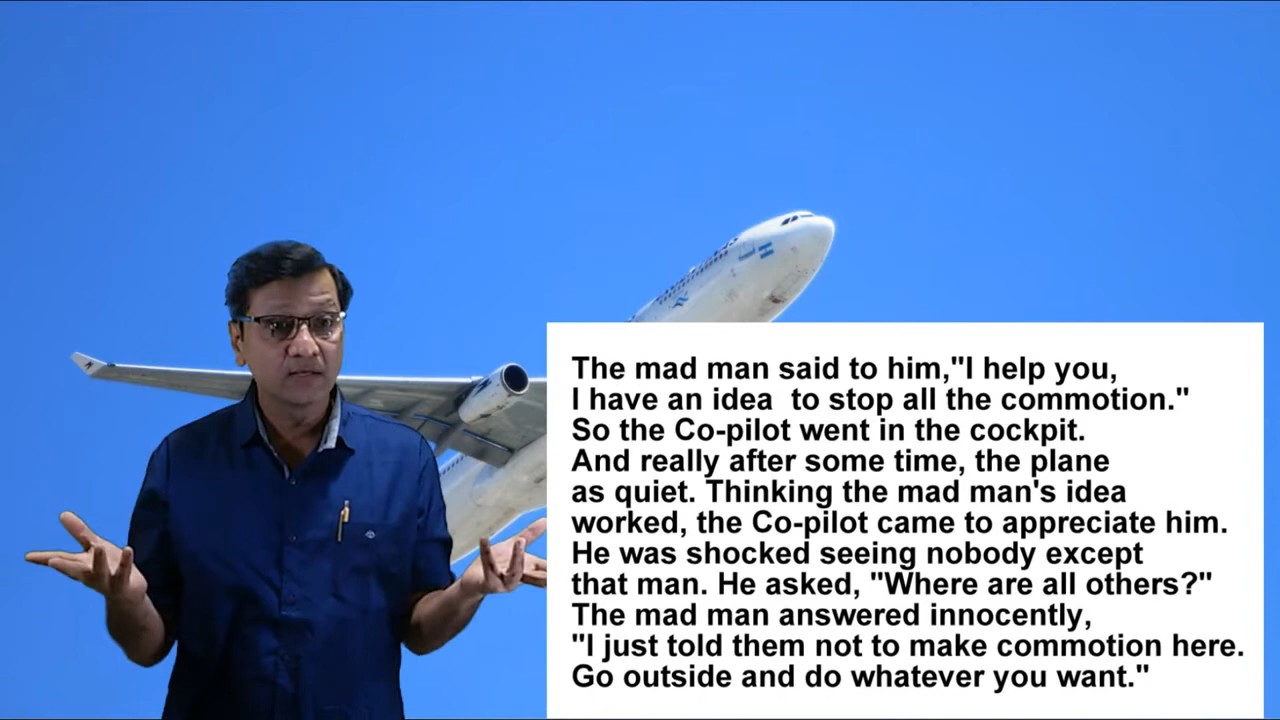 The mad man said to him,"I help you,
I have an idea  to stop all the commotion."
So the Co-pilot went in the cockpit.
And really after some time, the plane
as quiet. Thinking the mad man's idea
worked, the Co-pilot came to appreciate him.
He was shocked seeing nobody except
that man. He asked, "Where are all others?"
The mad man answered innocently,
"I just told them not to make commotion here.
Go outside and do whatever you want."